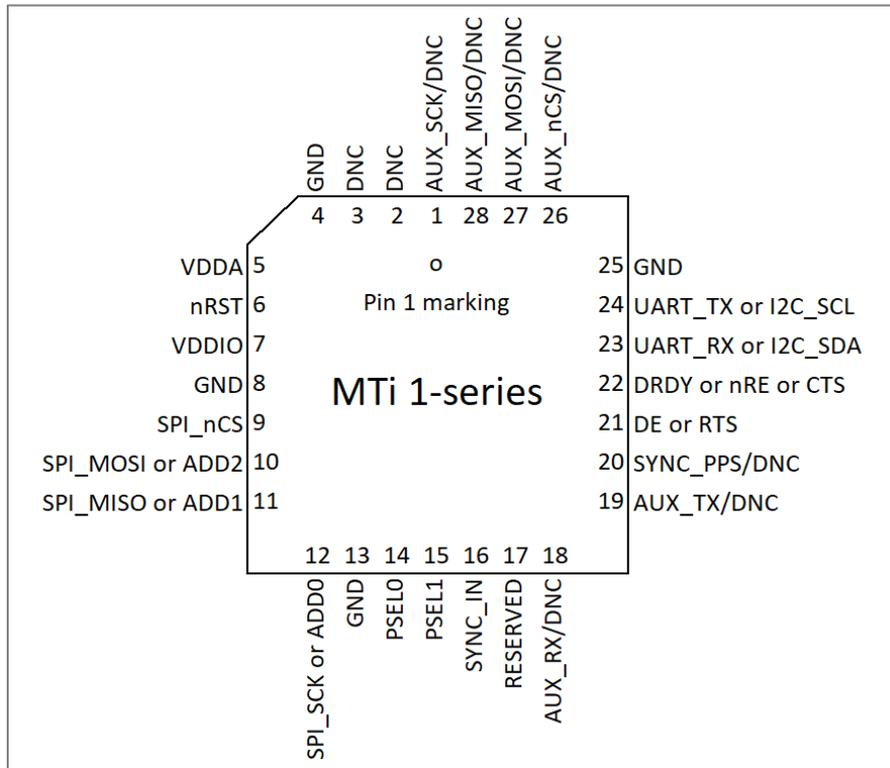 GND
DNC
DNC
AUX_SCK/DNC
AUX_MISO/DNC
AUX_MOSI/DNC
AUX_nCS/DNC
4 3 2 1 28 27 26
VDDA 5
nRST 6
VDDIO 7
GND 8
SPI_nCS 9
SPI_MOSI or ADD2 10
SPI_MISO or ADD1 11
o
Pin 1 marking
MTi 1-series
25 GND
24 UART_TX or I2C_SCL
23 UART_RX or I2C_SDA
22 DRDY or nRE or CTS
21 DE or RTS
20 SYNC_PPS/DNC
19 AUX_TX/DNC
12 13 14 15 16 17 18
SPI_SCK or ADD0
GND
PSEL0
PSEL1
SYNC_IN
RESERVED
AUX_RX/DNC